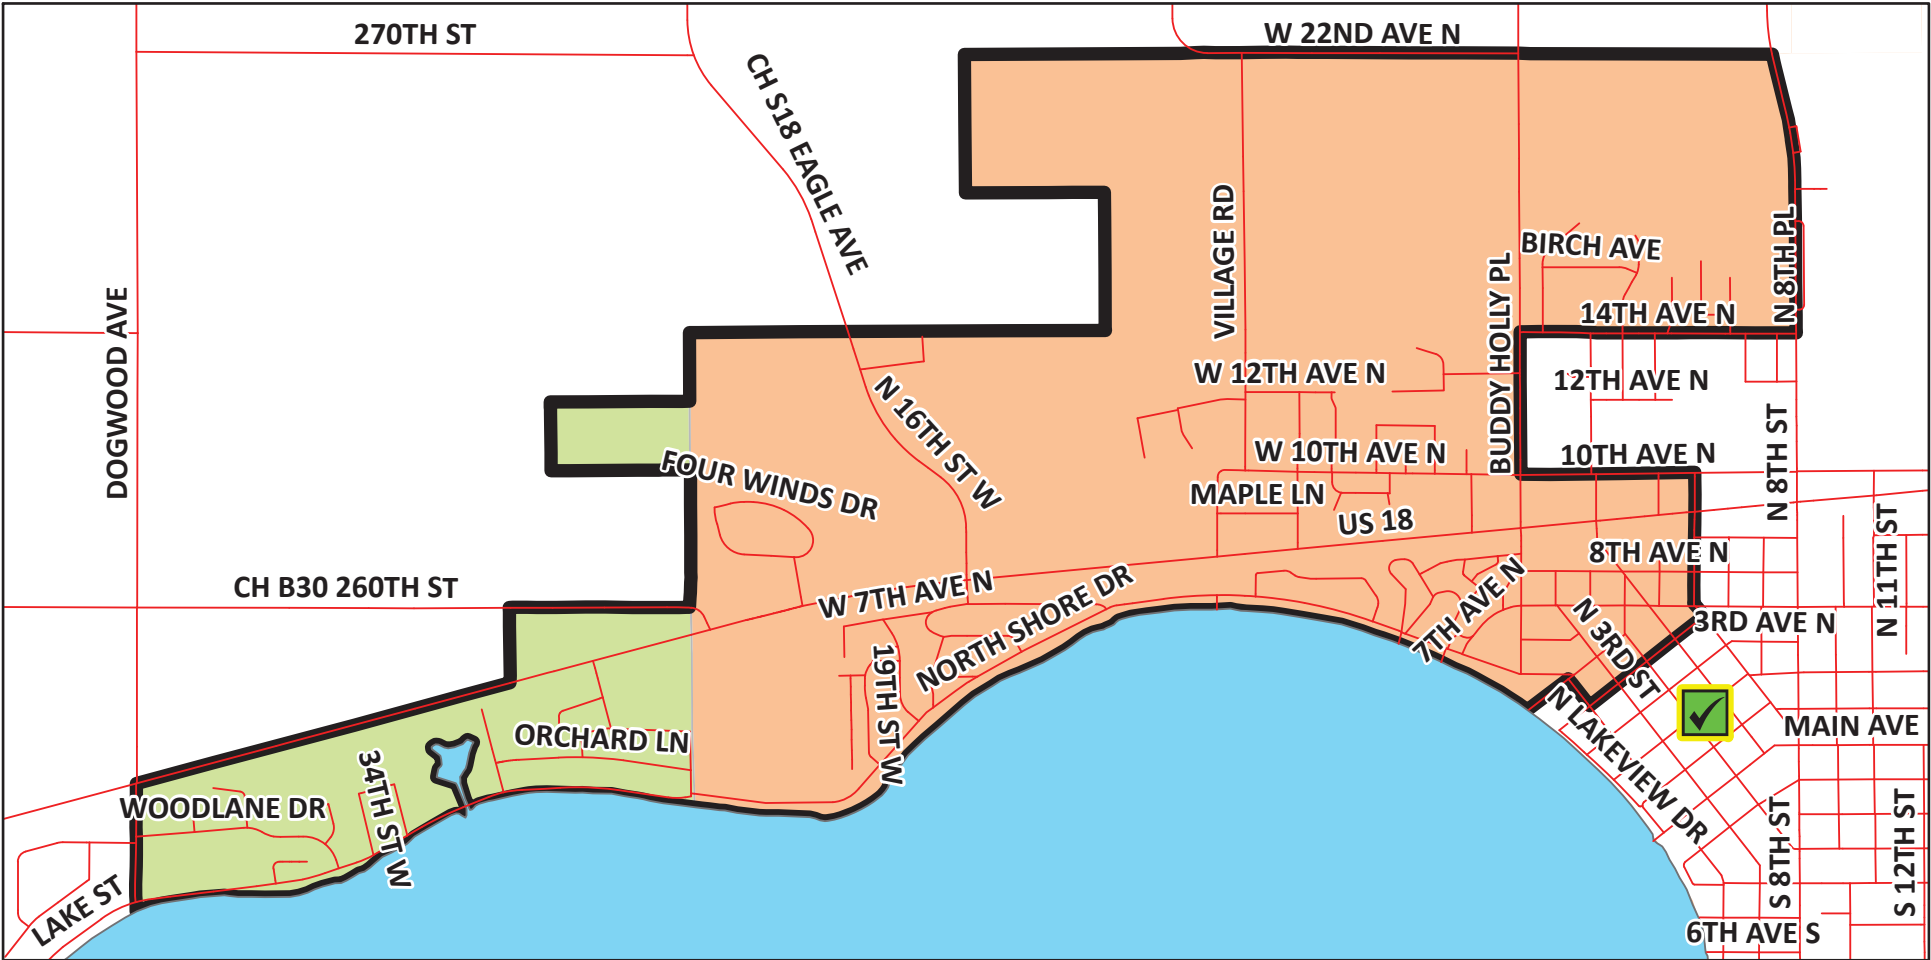 270TH ST
W 22ND AVE N
CH S18 EAGLE AVE
VILLAGE RD
BIRCH AVE
N 8TH PL
14TH AVE N
DOGWOOD AVE
BUDDY HOLLY PL
W 12TH AVE N
12TH AVE N
N 16TH ST W
W 10TH AVE N
10TH AVE N
N 8TH ST
FOUR WINDS DR
MAPLE LN
US 18
8TH AVE N
N 11TH ST
CH B30 260TH ST
W 7TH AVE N
NORTH SHORE DR
7TH AVE N
N 3RD ST
3RD AVE N
19TH ST W
ORCHARD LN
N LAKEVIEW DR
MAIN AVE
34TH ST W
WOODLANE DR
LAKE ST
S 8TH ST
S 12TH ST
6TH AVE S